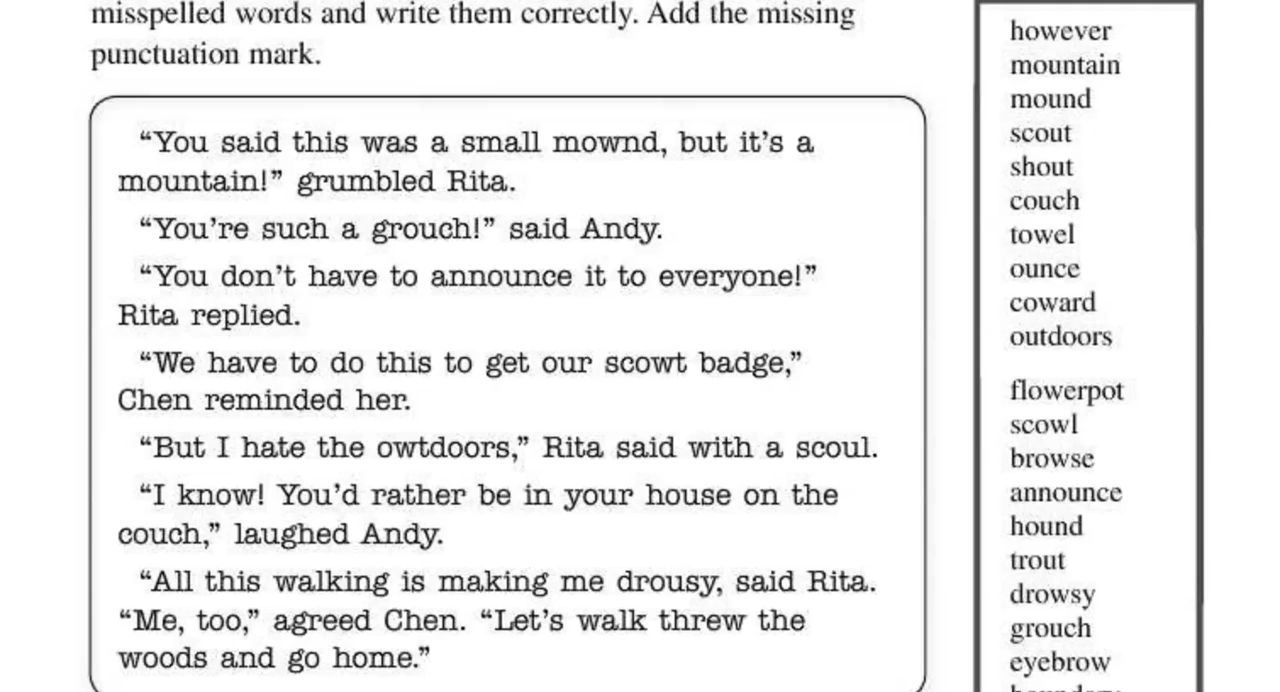 misspelled words and write them correctly. Add the missing
punctuation mark.
“You said this was a small mownd, but it’s a
mountain!” grumbled Rita.
“You’re such a grouch!” said Andy.
“You don’t have to announce it to everyone!”
Rita replied.
“We have to do this to get our scowt badge,”
Chen reminded her.
“But I hate the owtdoors,” Rita said with a scoul.
“I know! You’d rather be in your house on the
couch,” laughed Andy.
“All this walking is making me drousy, said Rita.
“Me, too,” agreed Chen. “Let’s walk threw the
woods and go home.”
however
mountain
mound
scout
shout
couch
towel
ounce
coward
outdoors
flowerpot
scowl
browse
announce
hound
trout
drowsy
grouch
eyebrow